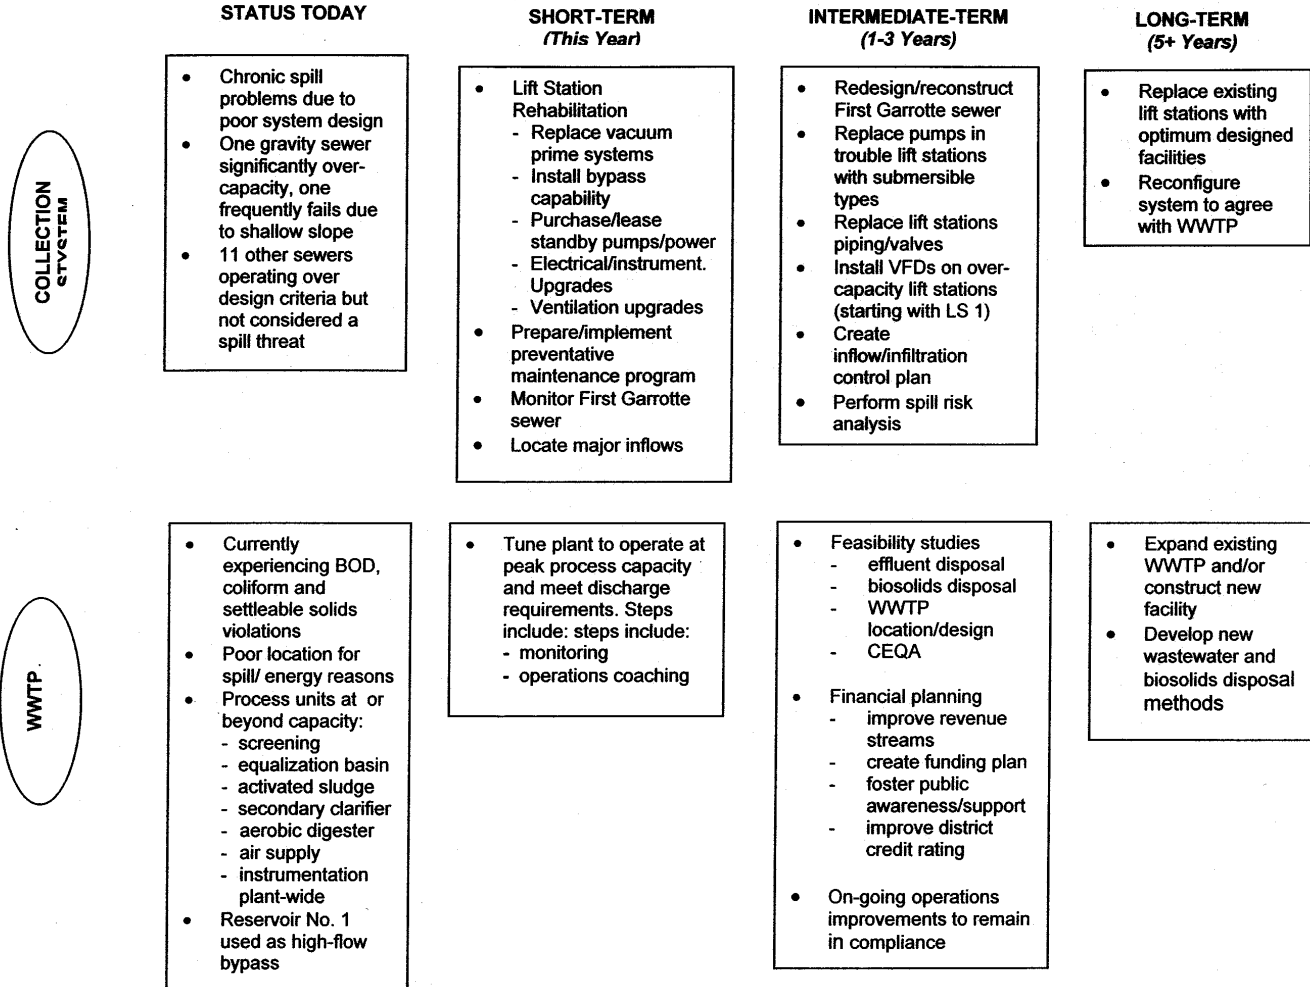 STATUS TODAY
SHORT-TERM
(This Year)
INTERMEDIATE-TERM
(1-3 Years)
LONG-TERM
(5+ Years)
COLLECTION
STYSTEM
• Chronic spill
problems due to
poor system design
• One gravity sewer
significantly over-
capacity, one
frequently fails due
to shallow slope
• 11 other sewers
operating over
design criteria but
not considered a
spill threat
• Lift Station
Rehabilitation
- Replace vacuum
prime systems
- Install bypass
capability
- Purchase/lease
standby pumps/power
- Electrical/instrument.
Upgrades
- Ventilation upgrades
• Prepare/implement
preventative
maintenance program
• Monitor First Garrotte
sewer
• Locate major inflows
• Redesign/reconstruct
First Garrotte sewer
• Replace pumps in
trouble lift stations
with submersible
types
• Replace lift stations
piping/valves
• Install VFDs on over-
capacity lift stations
(starting with LS 1)
• Create
inflow/infiltration
control plan
• Perform spill risk
analysis
• Replace existing
lift stations with
optimum designed
facilities
• Reconfigure
system to agree
with WWTP
WWTP.
• Currently
experiencing BOD,
coliform and
settleable solids
violations
• Poor location for
spill/ energy reasons
• Process units at or
beyond capacity:
- screening
- equalization basin
- activated sludge
- secondary clarifier
- aerobic digester
- air supply
- instrumentation
plant-wide
• Reservoir No. 1
used as high-flow
bypass
• Tune plant to operate at
peak process capacity
and meet discharge
requirements. Steps
include: steps include:
- monitoring
- operations coaching
• Feasibility studies
- effluent disposal
- biosolids disposal
- WWTP
location/design
- CEQA
• Financial planning
- improve revenue
streams
- create funding plan
- foster public
awareness/support
- improve district
credit rating
• On-going operations
improvements to remain
in compliance
• Expand existing
WWTP and/or
construct new
facility
• Develop new
wastewater and
biosolids disposal
methods